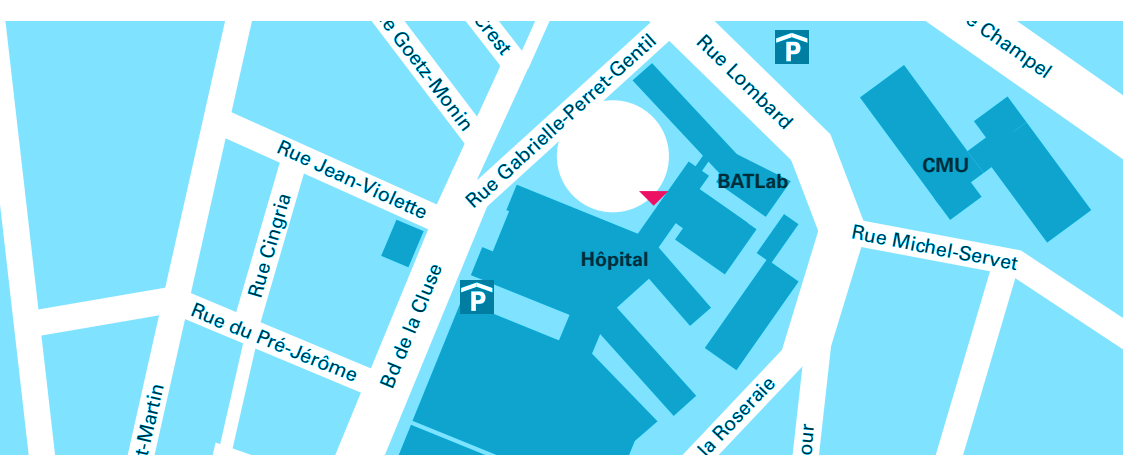 e Goetz-Monin
Crest
Rue Gabrielle-Perret-Gentil
Rue Lombard
P
e Champel
CMU
BATLab
Rue Jean-Violette
Rue Cingria
Hôpital
Rue Michel-Servet
P
Bd de la Cluse
Rue du Pré-Jérôme
t-Martin
la Roseraie
our